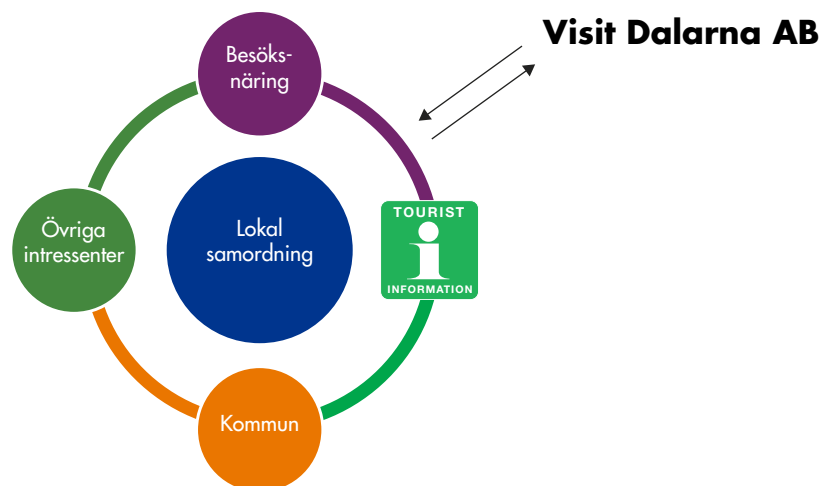 Visit Dalarna AB
Besöks-
näring
TOURIST
i
INFORMATION
Övriga
intressenter
Lokal
samordning
Kommun